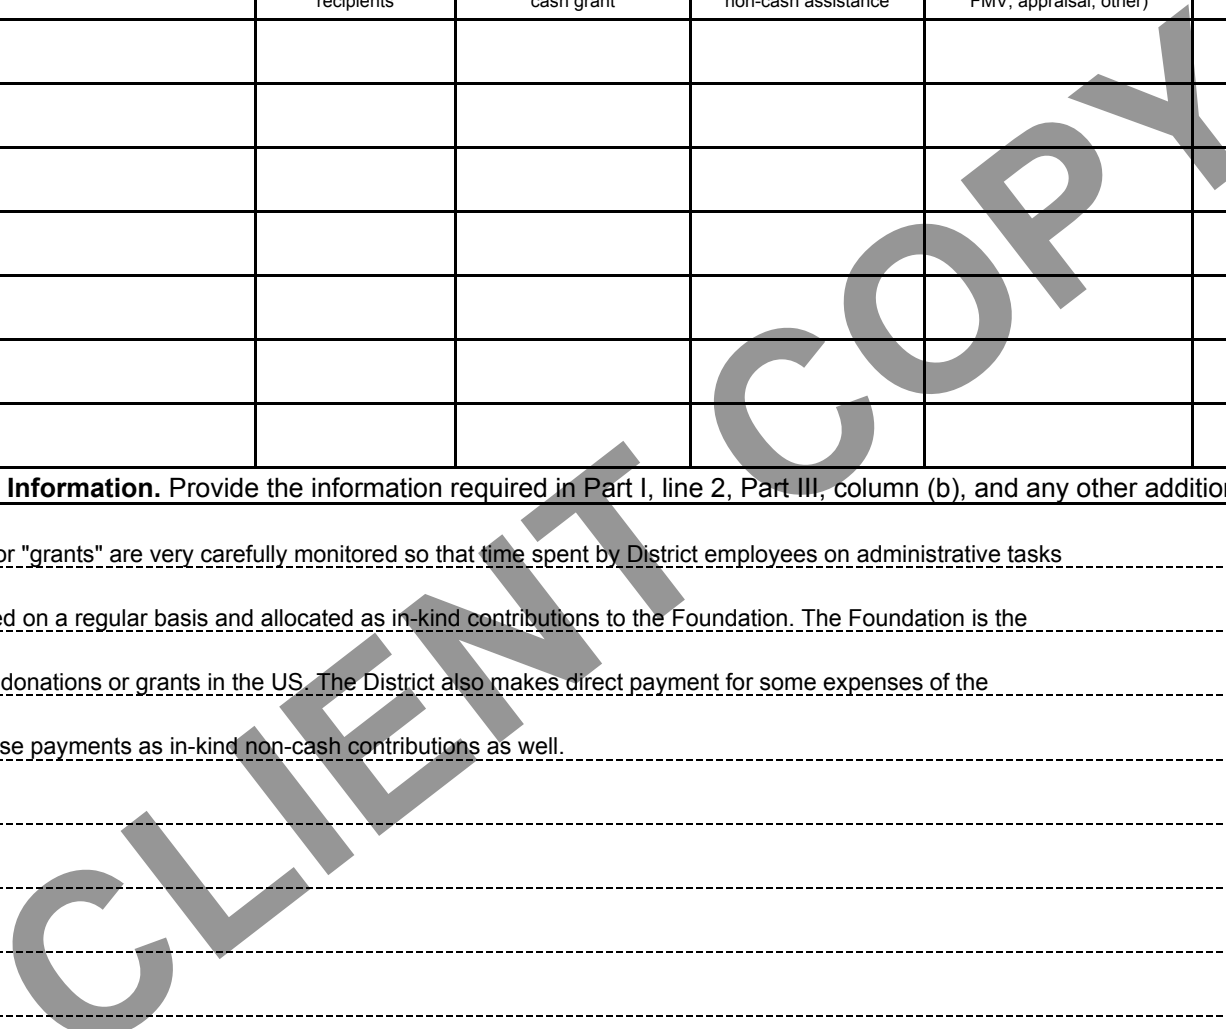 recipients cash grant non-cash assistance FMV, appraisal, other)
Information. Provide the information required in Part I, line 2, Part III, column (b), and any other addition
or "grants" are very carefully monitored so that time spent by District employees on administrative tasks
ed on a regular basis and allocated as in-kind contributions to the Foundation. The Foundation is the
donations or grants in the US. The District also makes direct payment for some expenses of the
se payments as in-kind non-cash contributions as well.
CLIENT COPY